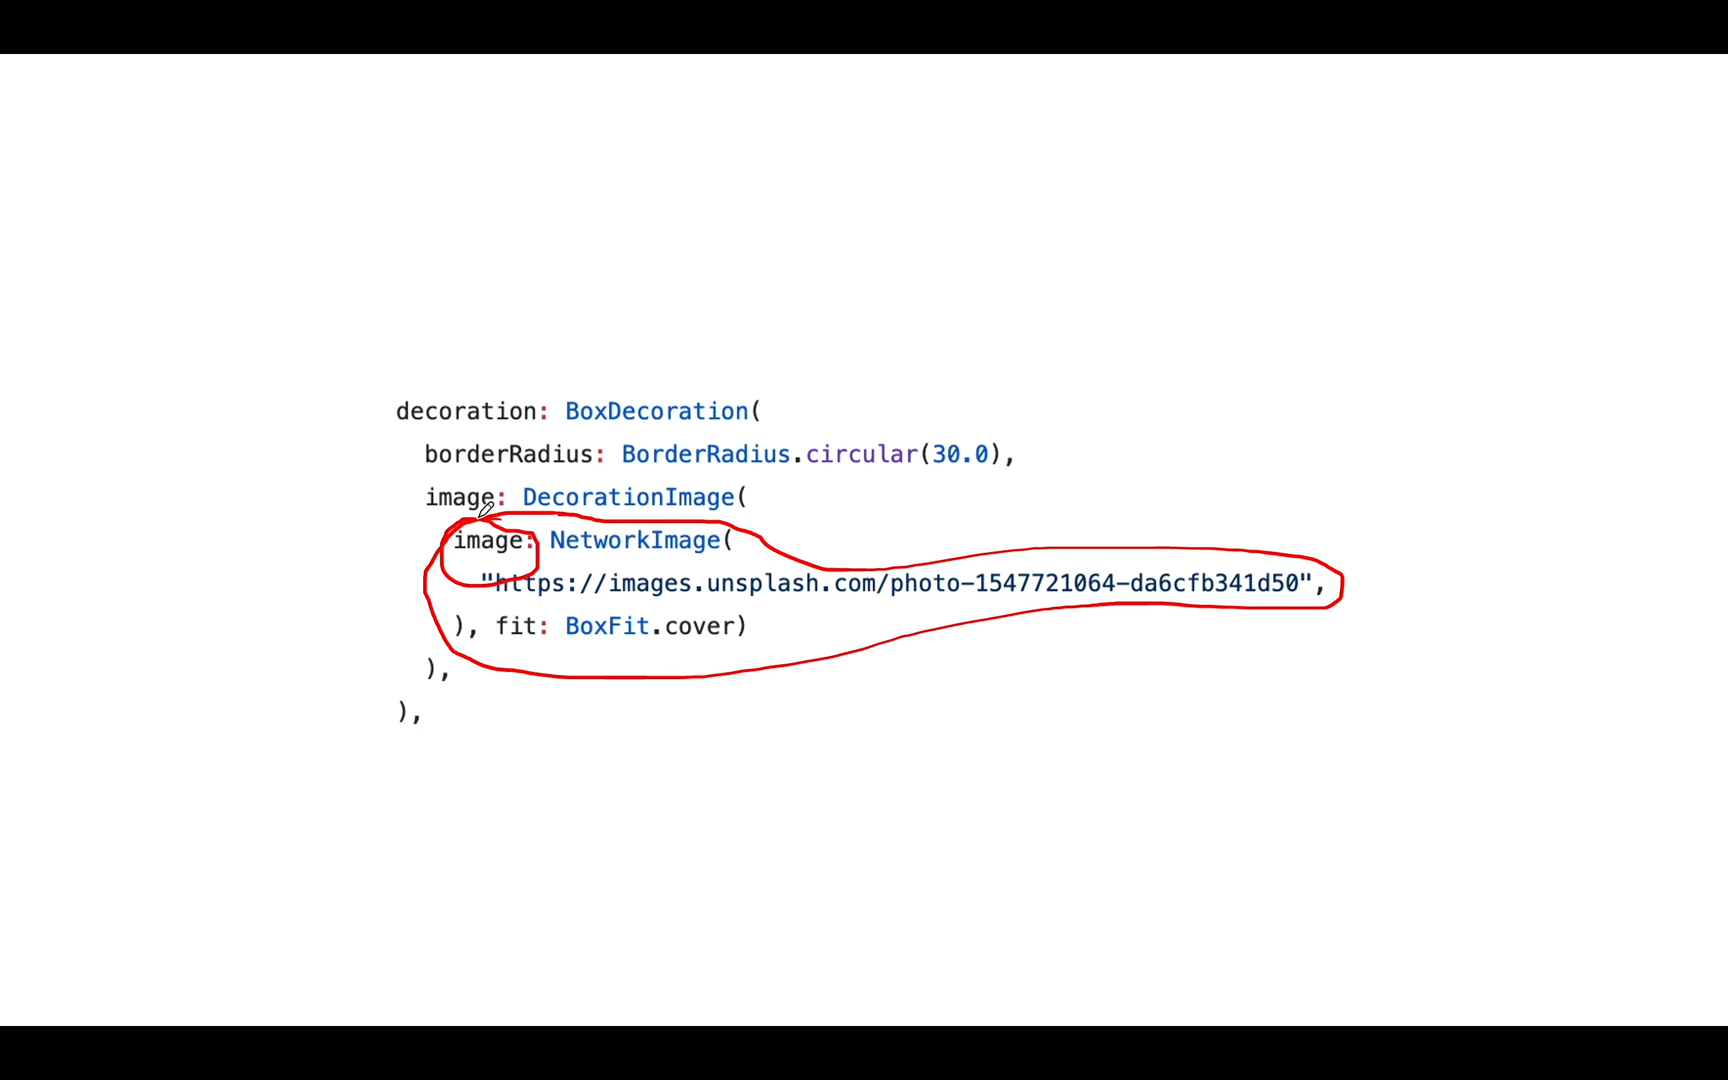 decoration: BoxDecoration(
borderRadius: BorderRadius.circular(30.0),
image: DecorationImage(
image: NetworkImage(
"https://images.unsplash.com/photo-1547721064-da6cfb341d50",
), fit: BoxFit.cover)
),
),